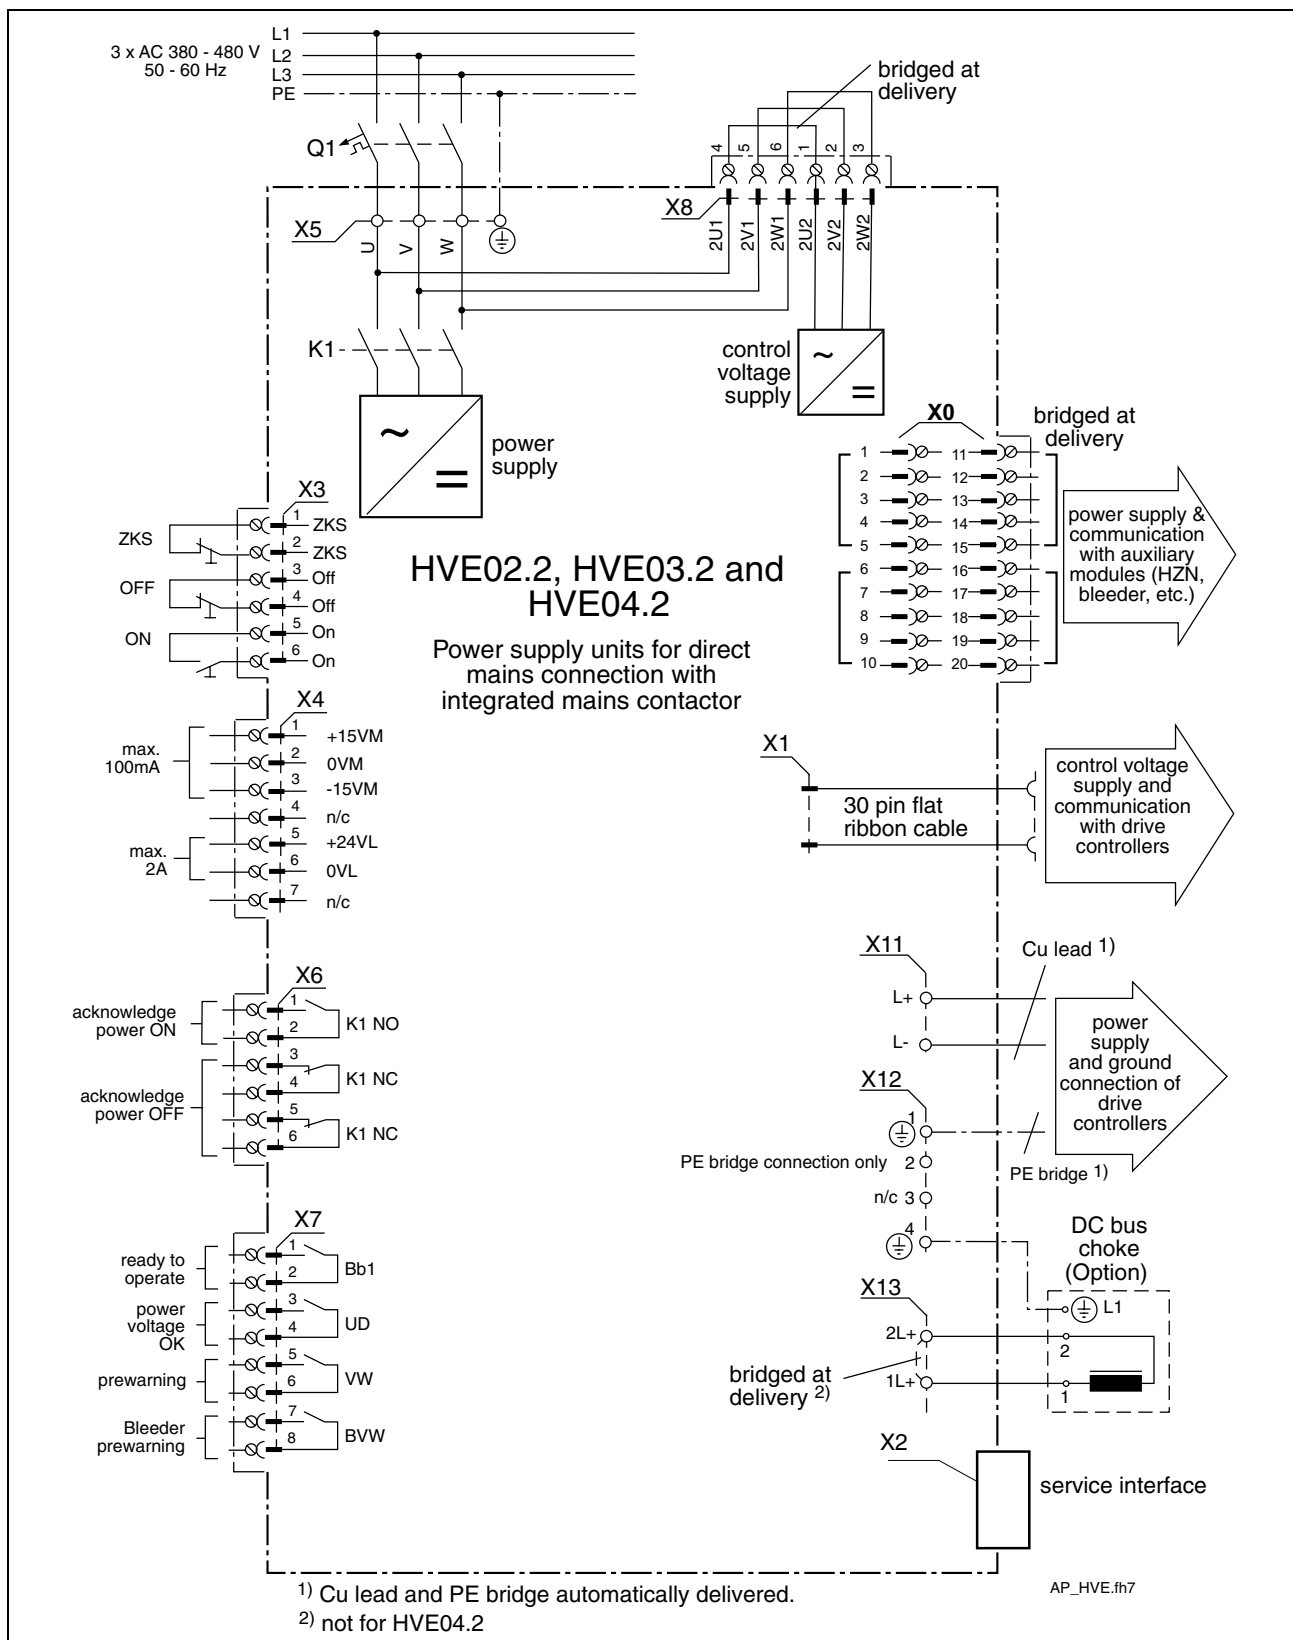 3 x AC 380 - 480 V
50 - 60 Hz
L1
L2
L3
PE
Q1
X5
U
V
W
K1
power
supply
bridged at
delivery
4
5
6
1
2
3
X8
2U1
2V1
2W1
2U2
2V2
2W2
control
voltage
supply
X0
bridged at
delivery
1
11
2
12
3
13
4
14
5
15
6
16
7
17
8
18
9
19
10
20
power supply &
communication
with auxiliary
modules (HZN,
bleeder, etc.)
X3
ZKS
1
ZKS
2
ZKS
OFF
3
Off
4
Off
ON
5
On
6
On
HVE02.2, HVE03.2 and
HVE04.2
Power supply units for direct
mains connection with
integrated mains contactor
X4
max.
100mA
1
+15VM
2
0VM
3
-15VM
4
n/c
max.
2A
5
+24VL
6
0VL
7
n/c
X1
30 pin flat
ribbon cable
control voltage
supply and
communication
with drive
controllers
X6
acknowledge
power ON
1
2
K1 NO
acknowledge
power OFF
3
4
K1 NC
5
6
K1 NC
X11
Cu lead 1)
L+
L-
X12
1
PE bridge connection only
2
n/c 3
4
PE bridge 1)
power
supply
and ground
connection of
drive
controllers
X7
ready to
operate
1
2
Bb1
power
voltage
OK
3
4
UD
prewarning
5
6
VW
Bleeder
prewarning
7
8
BVW
DC bus
choke
(Option)
L1
X13
2L+
2
1L+
1
bridged at
delivery 2)
X2
service interface
1) Cu lead and PE bridge automatically delivered.
2) not for HVE04.2
AP_HVE.fh7